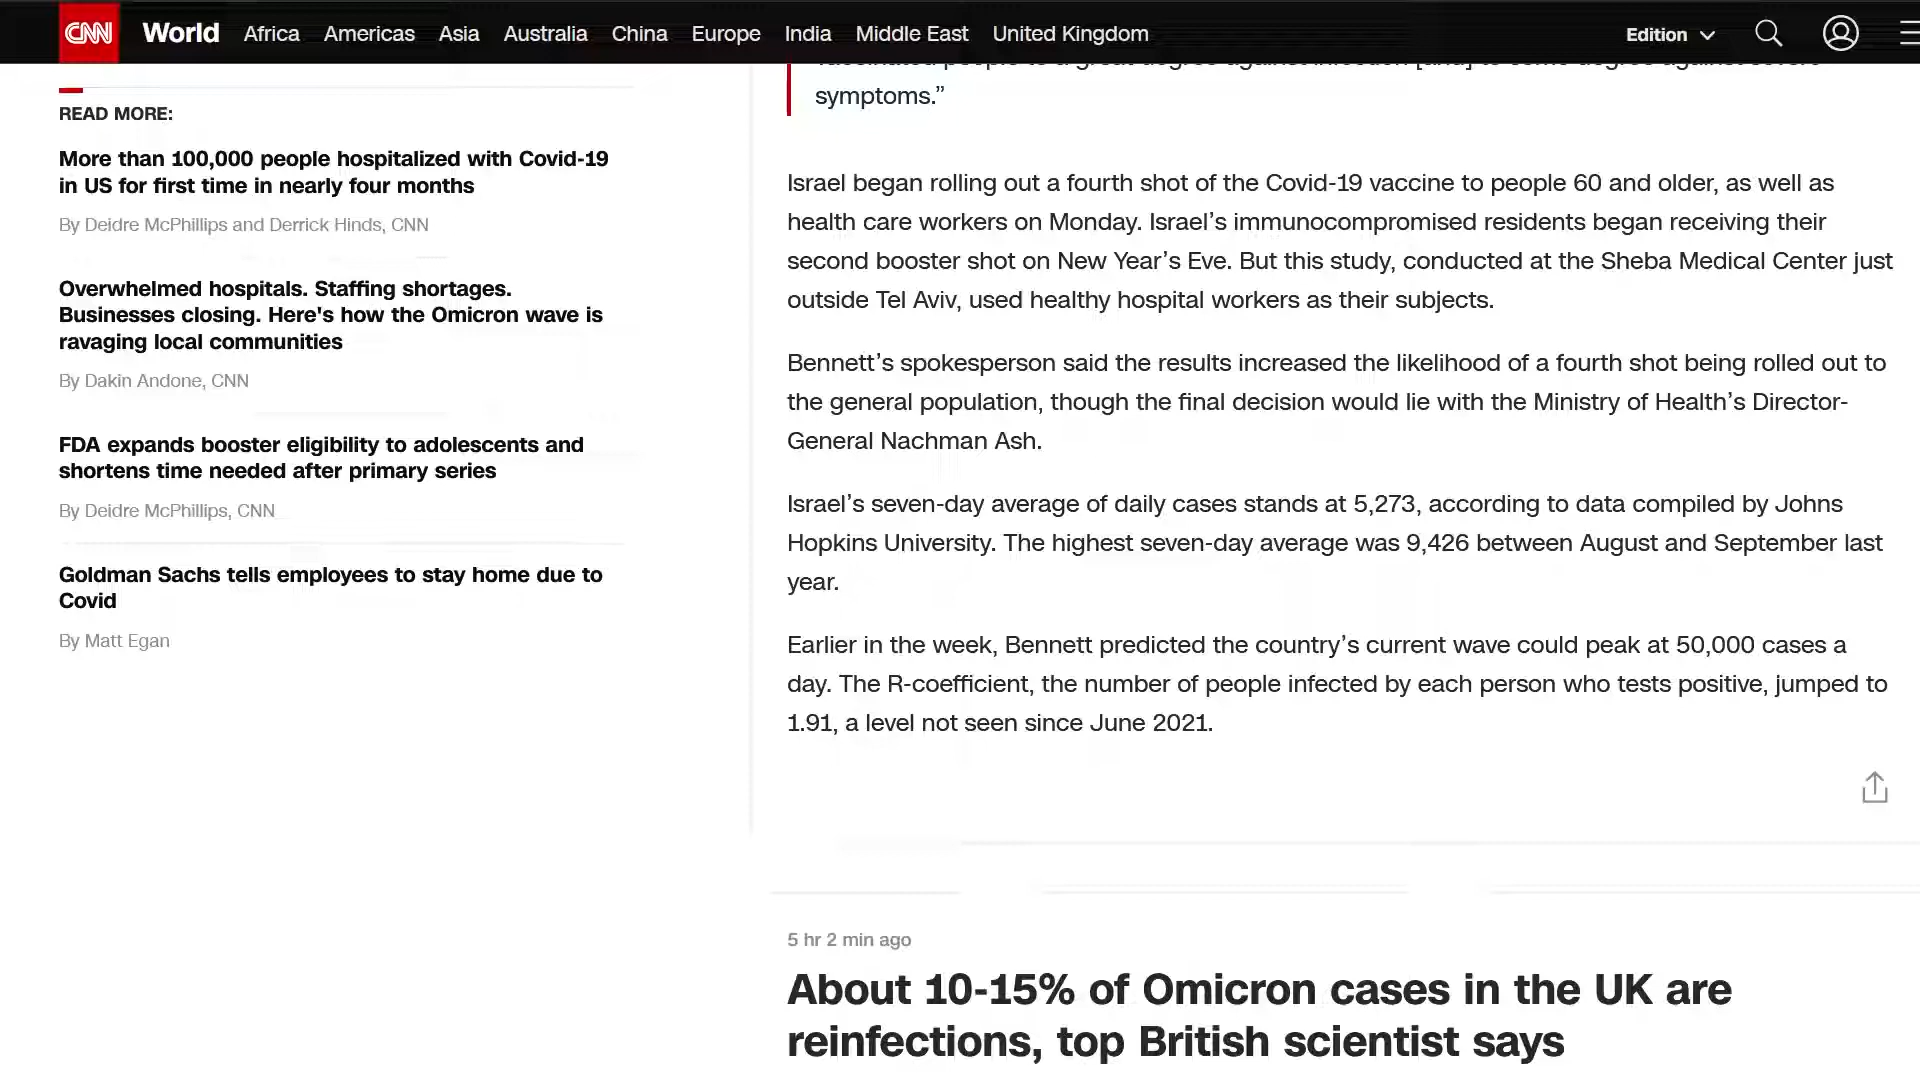 CNN World Africa Americas Asia Australia China Europe India Middle East United Kingdom Edition
READ MORE:
More than 100,000 people hospitalized with Covid-19
in US for first time in nearly four months
By Deidre McPhillips and Derrick Hinds, CNN
Overwhelmed hospitals. Staffing shortages.
Businesses closing. Here's how the Omicron wave is
ravaging local communities
By Dakin Andone, CNN
FDA expands booster eligibility to adolescents and
shortens time needed after primary series
By Deidre McPhillips, CNN
Goldman Sachs tells employees to stay home due to
Covid
By Matt Egan
symptoms.”
Israel began rolling out a fourth shot of the Covid-19 vaccine to people 60 and older, as well as
health care workers on Monday. Israel’s immunocompromised residents began receiving their
second booster shot on New Year’s Eve. But this study, conducted at the Sheba Medical Center just
outside Tel Aviv, used healthy hospital workers as their subjects.
Bennett’s spokesperson said the results increased the likelihood of a fourth shot being rolled out to
the general population, though the final decision would lie with the Ministry of Health’s Director-
General Nachman Ash.
Israel’s seven-day average of daily cases stands at 5,273, according to data compiled by Johns
Hopkins University. The highest seven-day average was 9,426 between August and September last
year.
Earlier in the week, Bennett predicted the country’s current wave could peak at 50,000 cases a
day. The R-coefficient, the number of people infected by each person who tests positive, jumped to
1.91, a level not seen since June 2021.
5 hr 2 min ago
About 10-15% of Omicron cases in the UK are
reinfections, top British scientist says